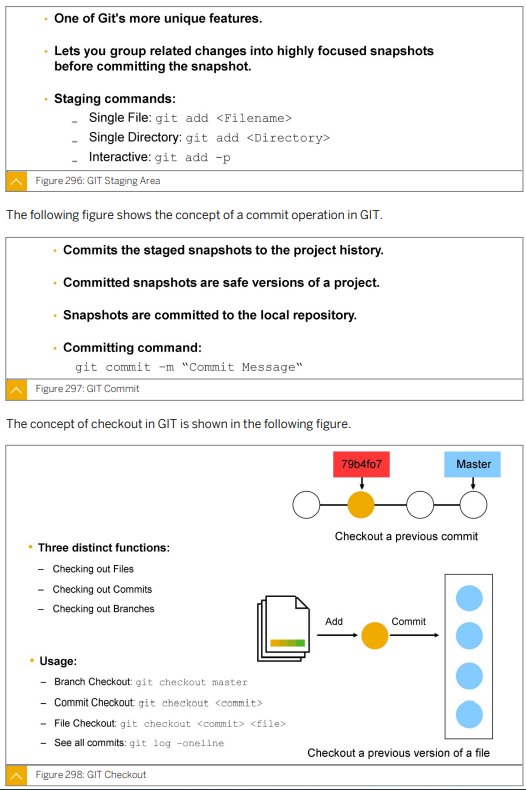 • One of Git's more unique features.
• Lets you group related changes into highly focused snapshots
before committing the snapshot.
• Staging commands:
– Single File: git add <Filename>
– Single Directory: git add <Directory>
– Interactive: git add -p
Figure 296: GIT Staging Area
The following figure shows the concept of a commit operation in GIT.
• Commits the staged snapshots to the project history.
• Committed snapshots are safe versions of a project.
• Snapshots are committed to the local repository.
• Committing command:
git commit -m “Commit Message“
Figure 297: GIT Commit
The concept of checkout in GIT is shown in the following figure.
79b4fo7
Master
Checkout a previous commit
• Three distinct functions:
– Checking out Files
– Checking out Commits
– Checking out Branches
Add
Commit
• Usage:
– Branch Checkout: git checkout master
– Commit Checkout: git checkout <commit>
– File Checkout: git checkout <commit> <file>
– See all commits: git log -oneline
Checkout a previous version of a file
Figure 298: GIT Checkout